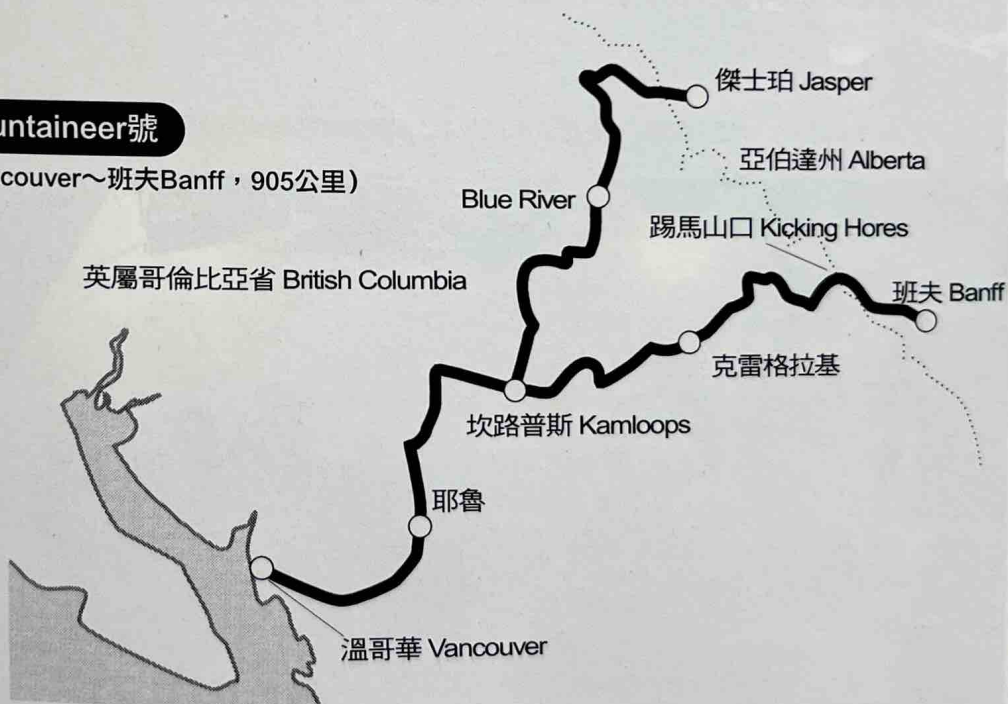 untaineer號
couver～班夫Banff，905公里）
傑士珀 Jasper
亞伯達州 Alberta
Blue River
踢馬山口 Kicking Hores
英屬哥倫比亞省 British Columbia
班夫 Banff
克雷格拉基
坎路普斯 Kamloops
耶魯
溫哥華 Vancouver